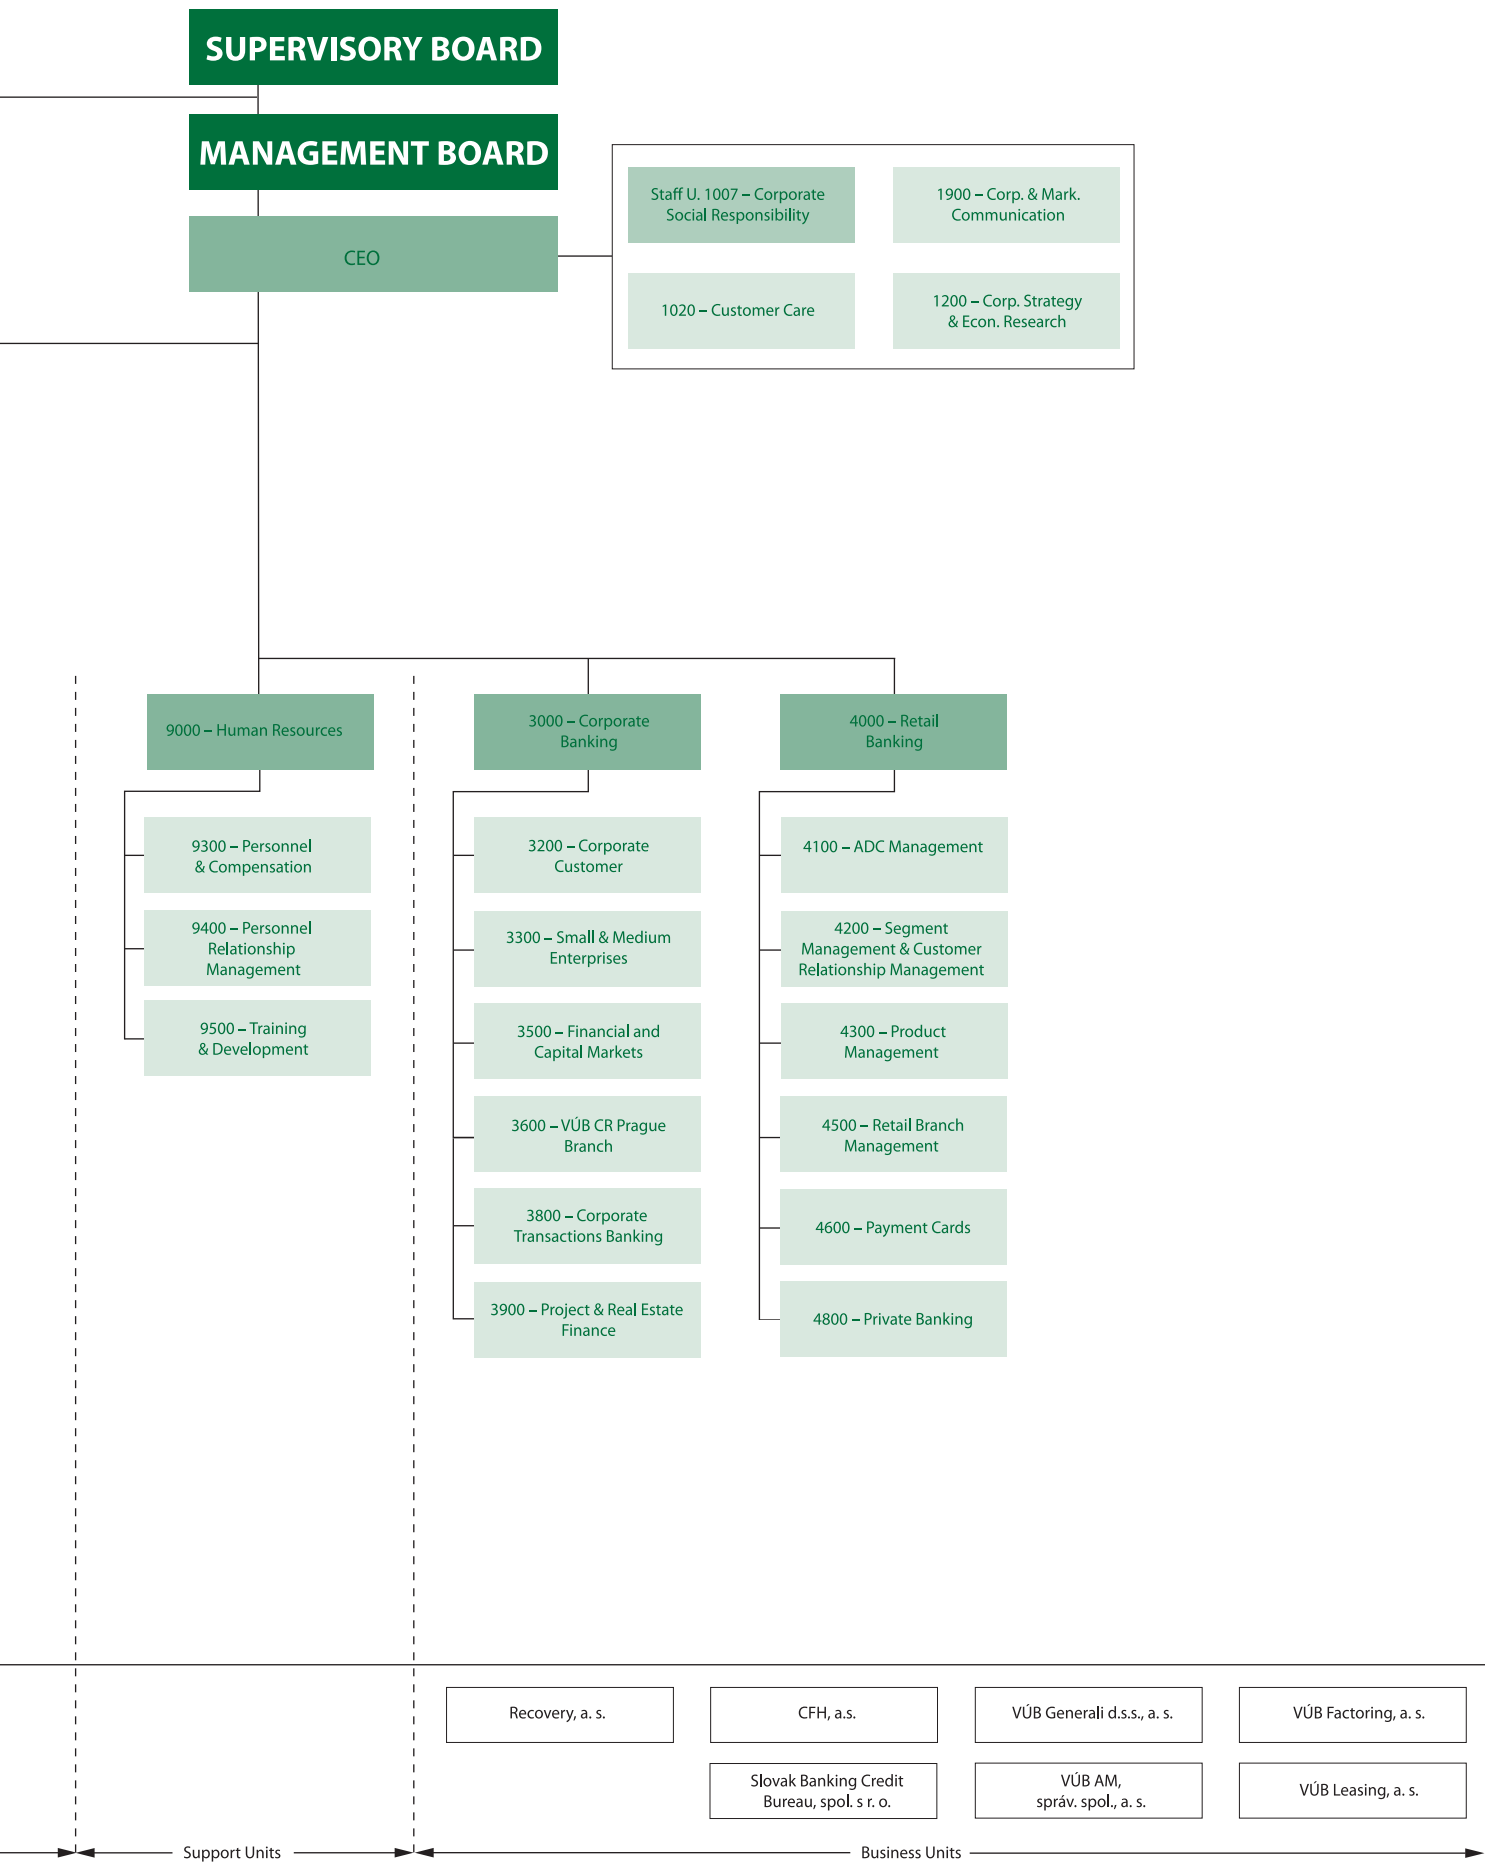 SUPERVISORY BOARD
MANAGEMENT BOARD
CEO
Staff U. 1007 – Corporate
Social Responsibility
1900 – Corp. & Mark.
Communication
1020 – Customer Care
1200 – Corp. Strategy
& Econ. Research
9000 – Human Resources
9300 – Personnel
& Compensation
9400 – Personnel
Relationship
Management
9500 – Training
& Development
3000 – Corporate
Banking
3200 – Corporate
Customer
3300 – Small & Medium
Enterprises
3500 – Financial and
Capital Markets
3600 – VÚB CR Prague
Branch
3800 – Corporate
Transactions Banking
3900 – Project & Real Estate
Finance
4000 – Retail
Banking
4100 – ADC Management
4200 – Segment
Management & Customer
Relationship Management
4300 – Product
Management
4500 – Retail Branch
Management
4600 – Payment Cards
4800 – Private Banking
Recovery, a. s.
CFH, a.s.
VÚB Generali d.s.s., a. s.
VÚB Factoring, a. s.
Slovak Banking Credit
Bureau, spol. s r. o.
VÚB AM,
správ. spol., a. s.
VÚB Leasing, a. s.
Support Units
Business Units